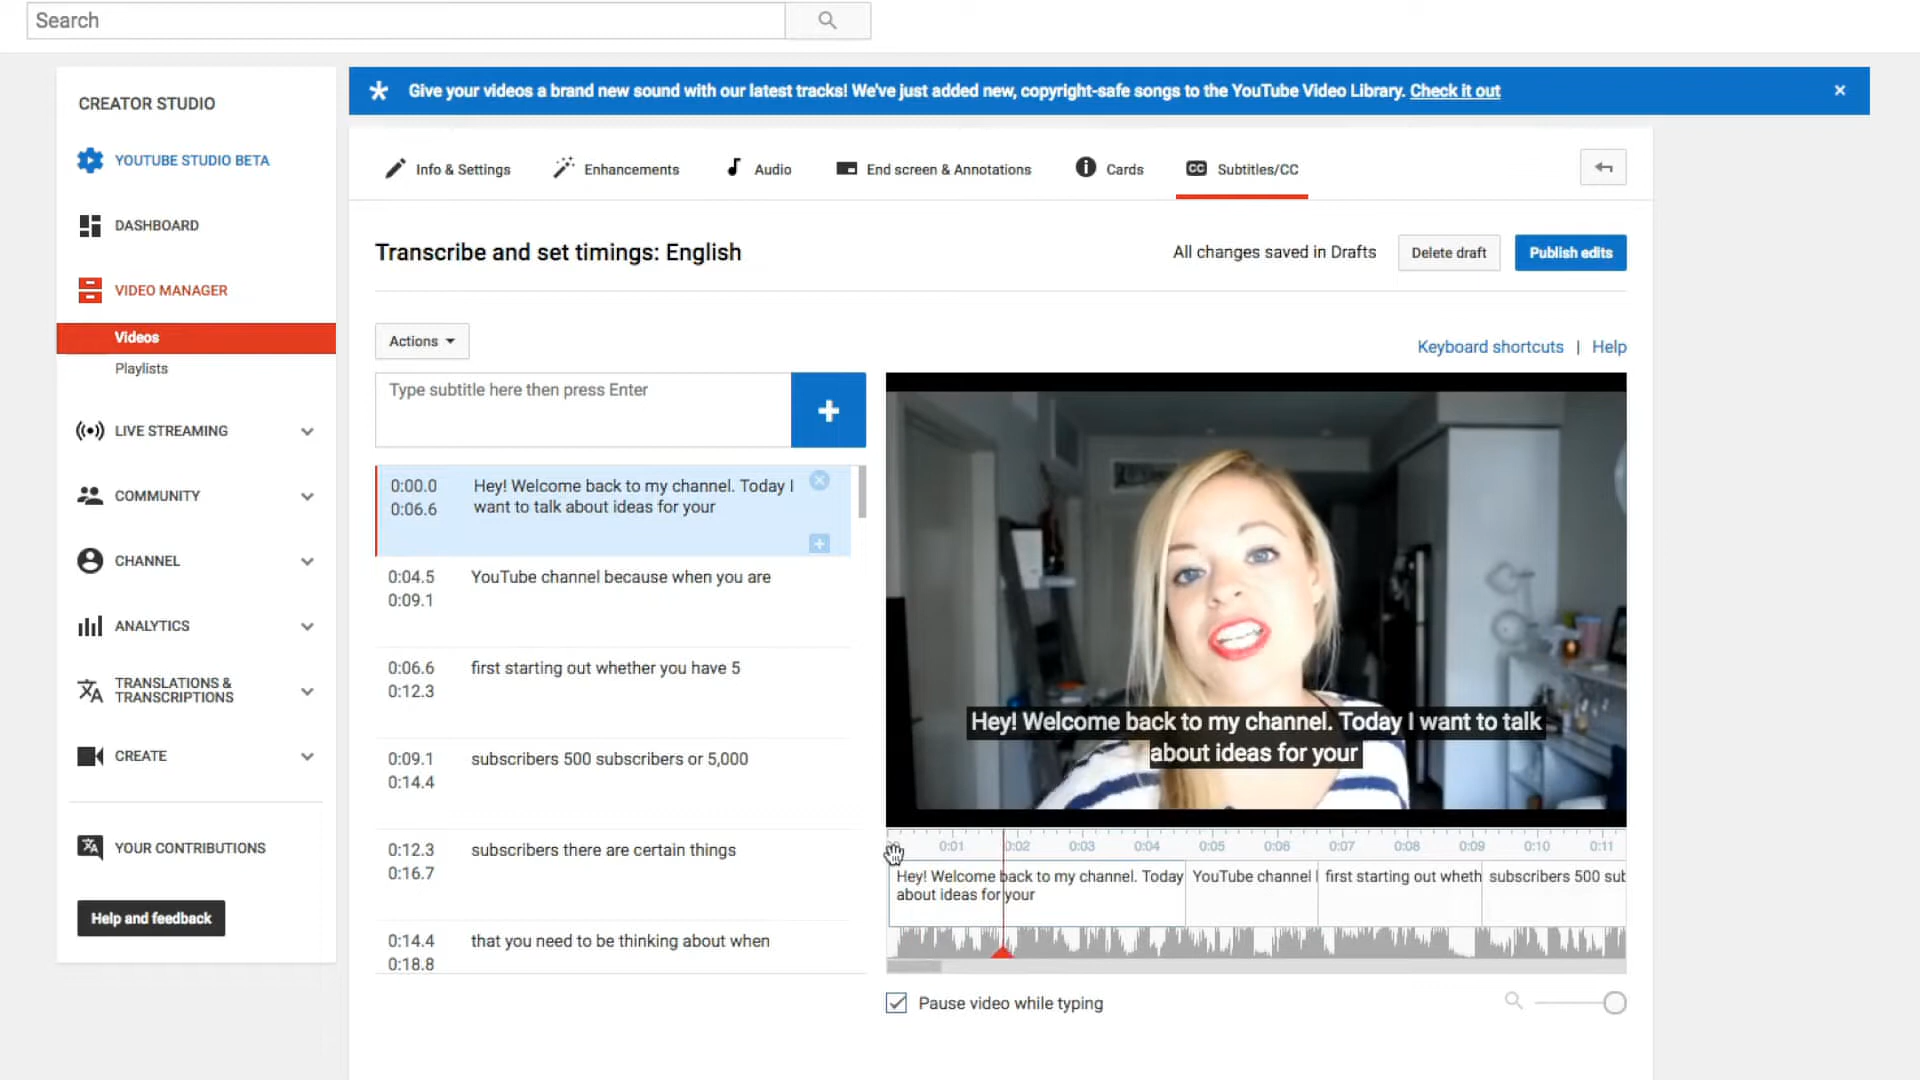 Search
CREATOR STUDIO
YOUTUBE STUDIO BETA
DASHBOARD
VIDEO MANAGER
Videos
Playlists
LIVE STREAMING
COMMUNITY
CHANNEL
ANALYTICS
TRANSLATIONS &
TRANSCRIPTIONS
CREATE
YOUR CONTRIBUTIONS
Help and feedback
Give your videos a brand new sound with our latest tracks! We've just added new, copyright-safe songs to the YouTube Video Library. Check it out
Info & Settings
Enhancements
Audio
End screen & Annotations
Cards
CC Subtitles/CC
Transcribe and set timings: English
All changes saved in Drafts
Delete draft
Publish edits
Actions
Keyboard shortcuts | Help
Type subtitle here then press Enter
0:00.0 Hey! Welcome back to my channel. Today I
0:06.6 want to talk about ideas for your
0:04.5 YouTube channel because when you are
0:09.1
0:06.6 first starting out whether you have 5
0:12.3
0:09.1 subscribers 500 subscribers or 5,000
0:14.4
0:12.3 subscribers there are certain things
0:16.7
0:14.4 that you need to be thinking about when
0:18.8
Hey! Welcome back to my channel. Today I want to talk
about ideas for your
0:01 0:02 0:03 0:04 0:05 0:06 0:07 0:08 0:09 0:10 0:11
Hey! Welcome back to my channel. Today
about ideas for your
YouTube channel
first starting out wheth
subscribers 500 sub
Pause video while typing